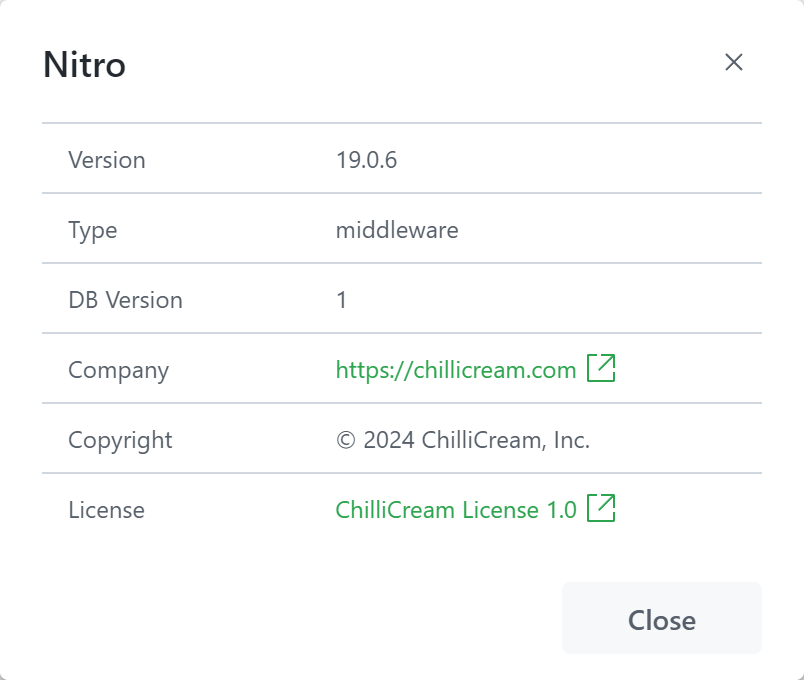 Nitro
Version 19.0.6
Type middleware
DB Version 1
Company https://chillicream.com
Copyright © 2024 ChilliCream, Inc.
License ChilliCream License 1.0
Close